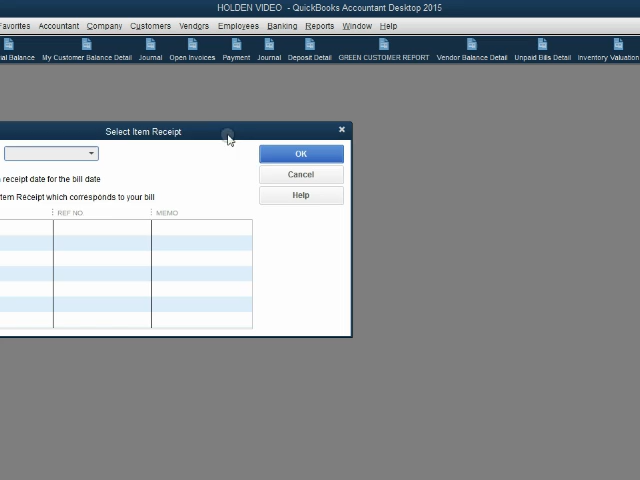 HOLDEN VIDEO - QuickBooks Accountant Desktop 2015
Favorites Accountant Company Customers Vendors Employees Banking Reports Window Help
ial Balance My Customer Balance Detail Journal Open Invoices Payment Journal Deposit Detail GREEN CUSTOMER REPORT Vendor Balance Detail Unpaid Bills Detail Inventory Valuation
Select Item Receipt
OK
receipt date for the bill date
Cancel
tem Receipt which corresponds to your bill
Help
REF NO. MEMO